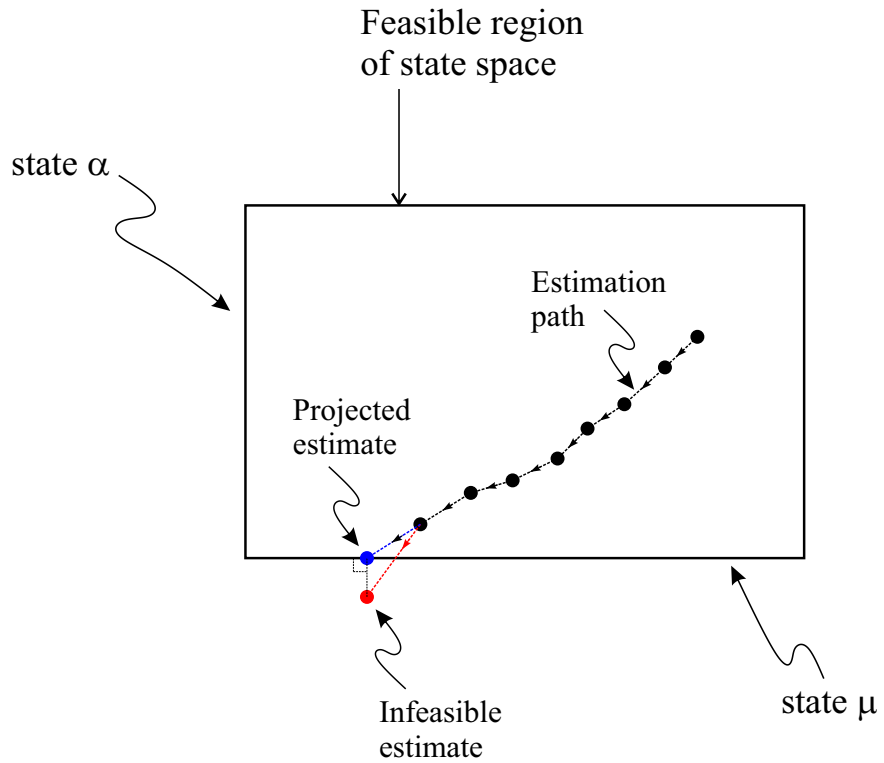 Feasible region
of state space
state α
Estimation
path
Projected
estimate
state μ
Infeasible
estimate